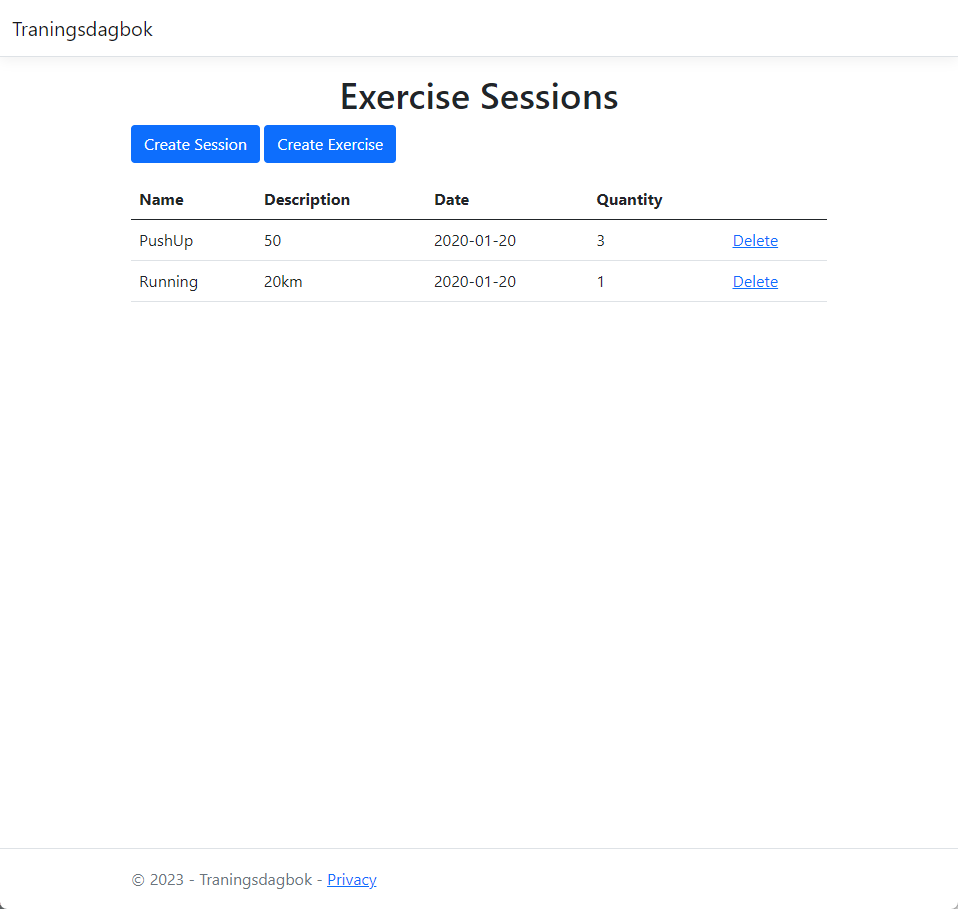 Traningsdagbok
Exercise Sessions
Create Session Create Exercise
Name Description Date Quantity
PushUp 50 2020-01-20 3 Delete
Running 20km 2020-01-20 1 Delete
© 2023 - Traningsdagbok - Privacy